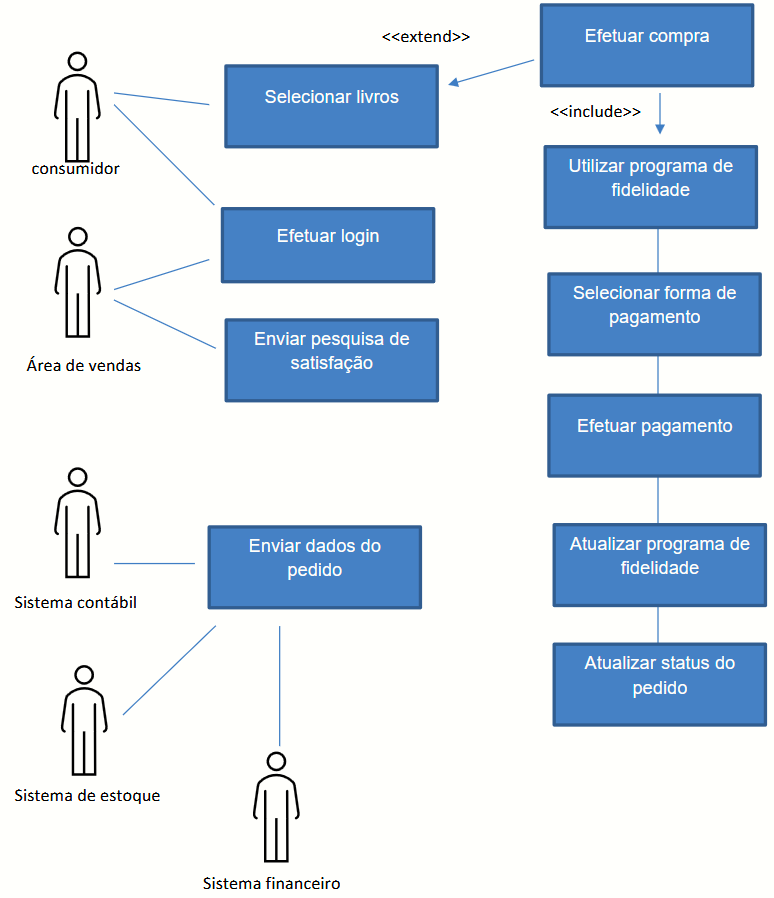 <<extend>>
Efetuar compra
Selecionar livros
<<include>>
consumidor
Utilizar programa de
fidelidade
Efetuar login
Área de vendas
Selecionar forma de
pagamento
Enviar pesquisa de
satisfação
Efetuar pagamento
Sistema contábil
Enviar dados do
pedido
Atualizar programa de
fidelidade
Atualizar status do
pedido
Sistema de estoque
Sistema financeiro